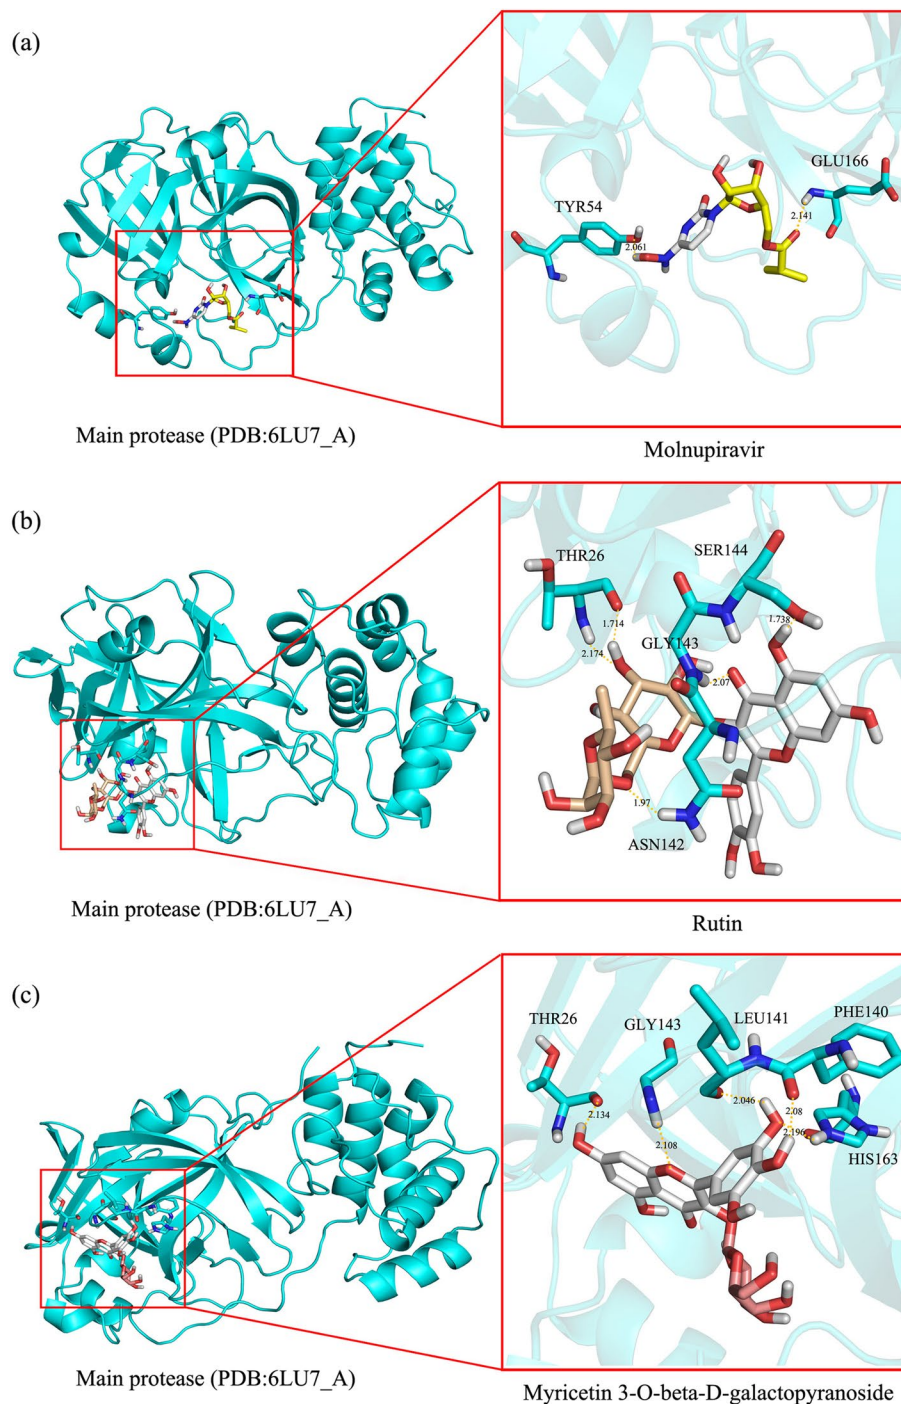 (a)
GLU166
TYR54
2.141
2.061
Main protease (PDB:6LU7_A)
Molnupiravir
(b)
THR26
SER144
1.714
1.738
GLY143
2.174
2.07
1.97
ASN142
Main protease (PDB:6LU7_A)
Rutin
(c)
THR26
GLY143
LEU141
PHE140
2.046
2.134
2.08
2.196
2.108
HIS163
Main protease (PDB:6LU7_A)
Myricetin 3-O-beta-D-galactopyranoside